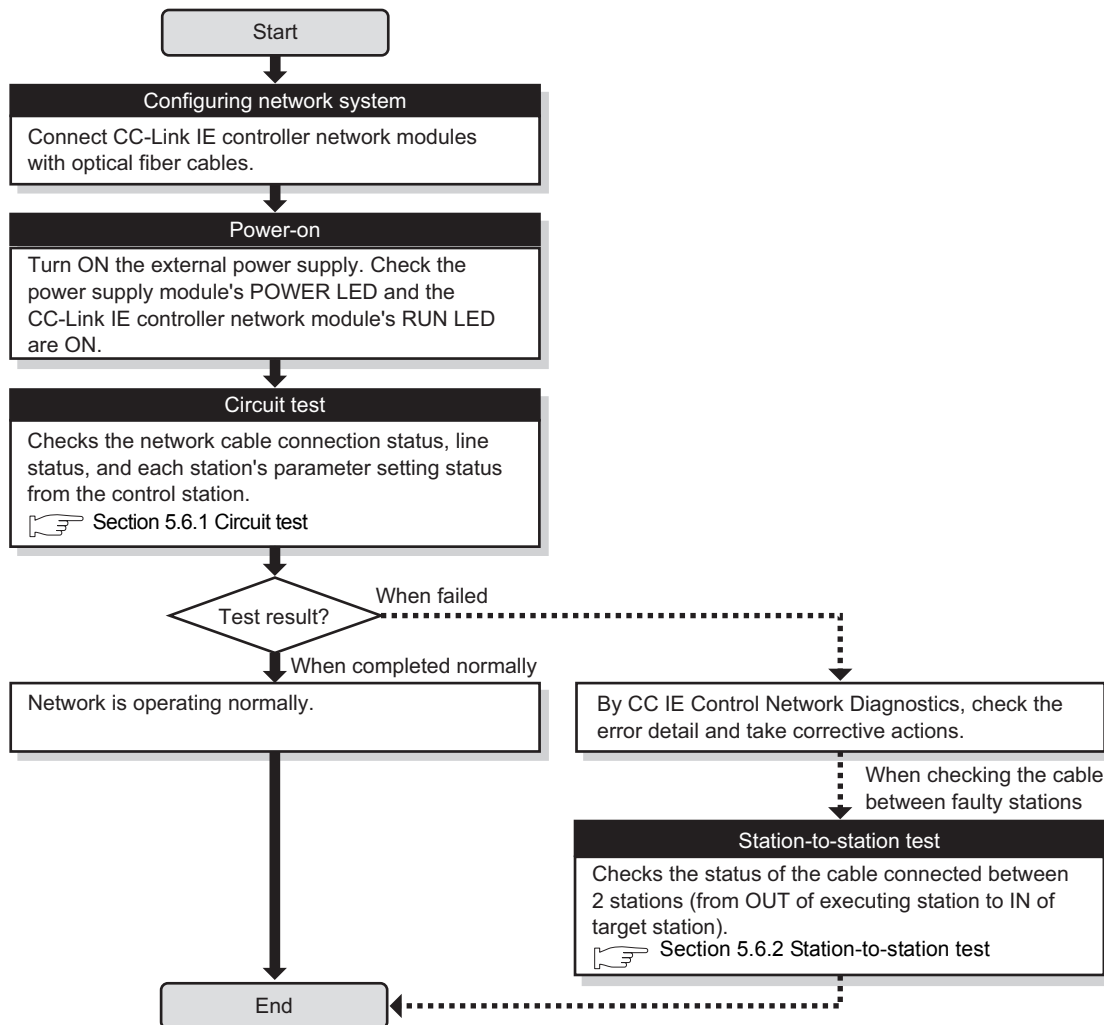 Start
Configuring network system
Connect CC-Link IE controller network modules
with optical fiber cables.
Power-on
Turn ON the external power supply. Check the
power supply module's POWER LED and the
CC-Link IE controller network module's RUN LED
are ON.
Circuit test
Checks the network cable connection status, line
status, and each station's parameter setting status
from the control station.
Section 5.6.1 Circuit test
Test result?
When failed
When completed normally
Network is operating normally.
By CC IE Control Network Diagnostics, check the
error detail and take corrective actions.
When checking the cable
between faulty stations
Station-to-station test
Checks the status of the cable connected between
2 stations (from OUT of executing station to IN of
target station).
Section 5.6.2 Station-to-station test
End